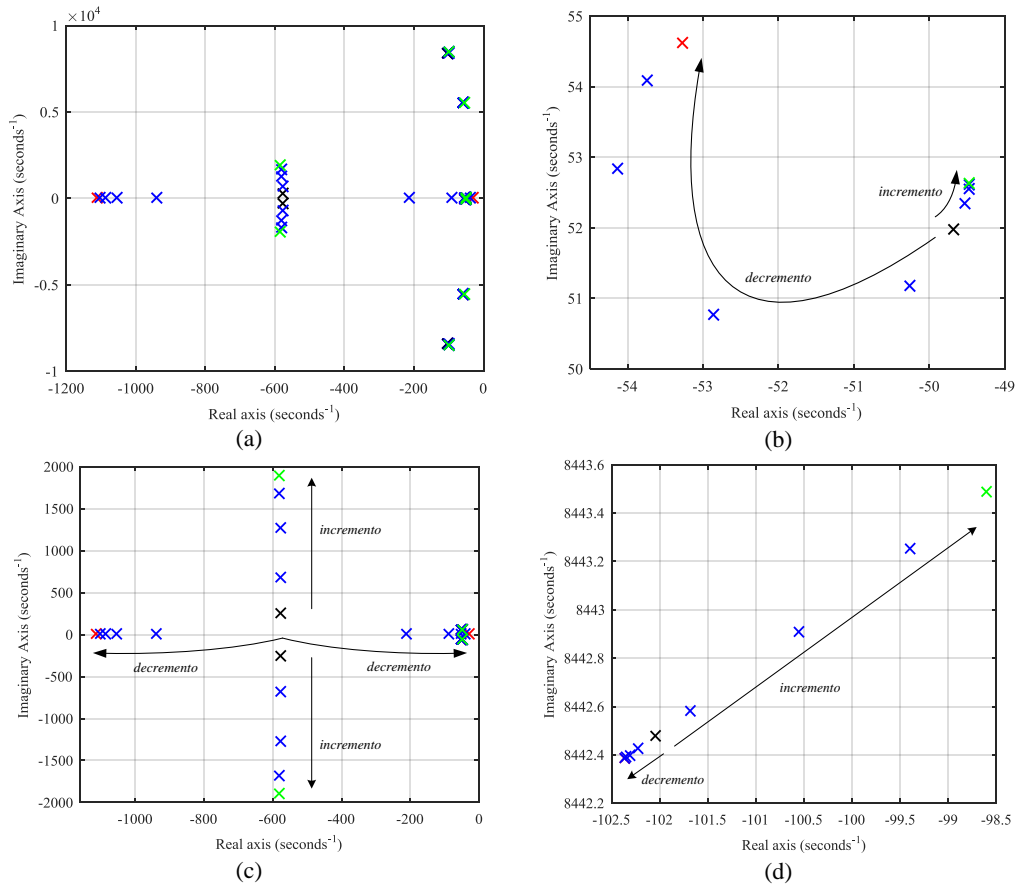 ×10⁴
1
0.5
0
-0.5
-1
-1200
-1000
-800
-600
-400
-200
0
Imaginary Axis (seconds⁻¹)
Real axis (seconds⁻¹)
(a)
55
54
53
52
51
50
-54
-53
-52
-51
-50
-49
Imaginary Axis (seconds⁻¹)
Real axis (seconds⁻¹)
incremento
decremento
(b)
2000
1500
1000
500
0
-500
-1000
-1500
-2000
-1000
-800
-600
-400
-200
0
Imaginary Axis (seconds⁻¹)
Real axis (seconds⁻¹)
incremento
decremento
decremento
incremento
(c)
8443.6
8443.4
8443.2
8443
8442.8
8442.6
8442.4
8442.2
-102.5
-102
-101.5
-101
-100.5
-100
-99.5
-99
-98.5
Imaginary Axis (seconds⁻¹)
Real axis (seconds⁻¹)
incremento
decremento
(d)